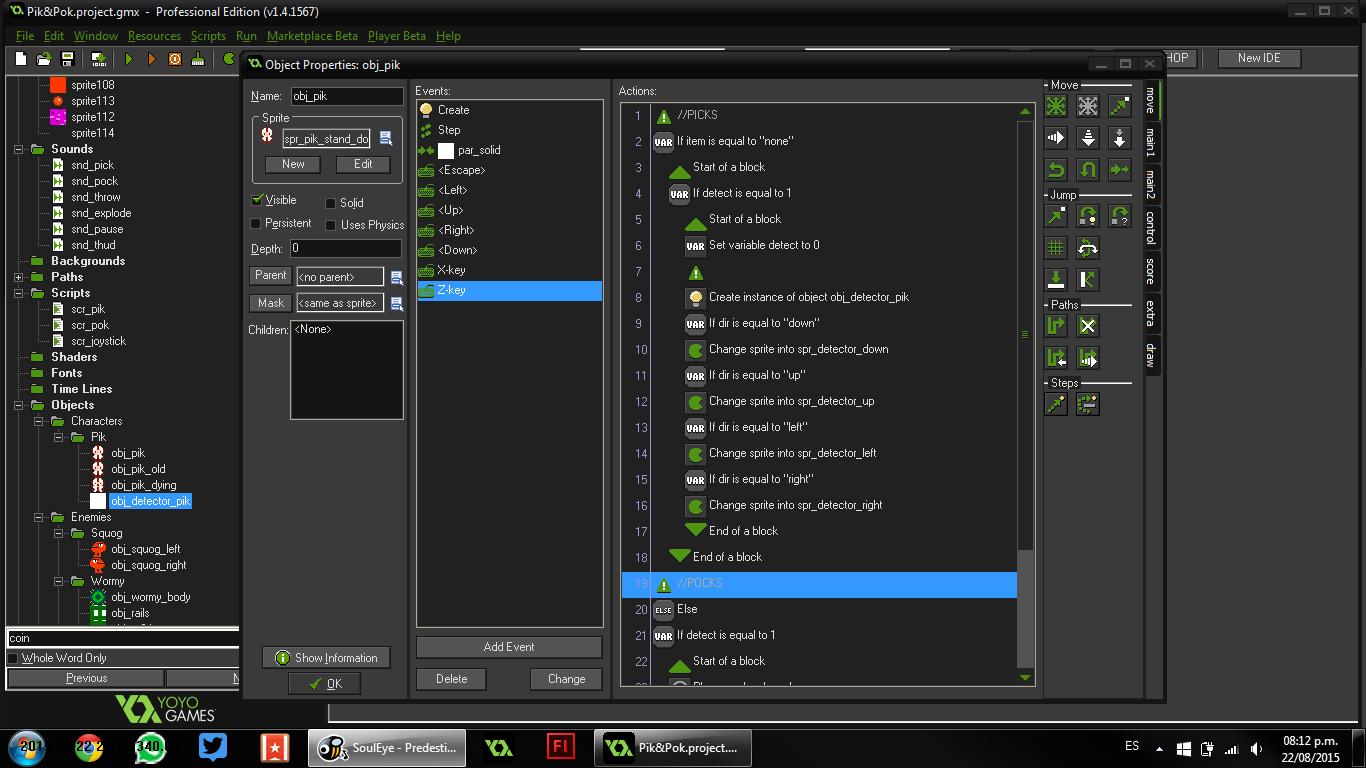 Pik&Pok.project.gmx - Professional Edition (v1.4.1567)
File Edit Window Resources Scripts Run Marketplace Beta Player Beta Help
HOP New IDE
sprite108
sprite113
sprite112
sprite114
Sounds
snd_pick
snd_pock
snd_throw
snd_explode
snd_pause
snd_thud
Backgrounds
Paths
Scripts
scr_pik
scr_pok
scr_joystick
Shaders
Fonts
Time Lines
Objects
Characters
Pik
obj_pik
obj_pik_old
obj_pik_dying
obj_detector_pik
Enemies
Squog
obj_squog_left
obj_squog_right
Wormy
obj_wormy_body
obj_rails
coin
Whole Word Only
Previous N
YOYO
GAMES
Object Properties: obj_pik
Name: obj_pik
Sprite
spr_pik_stand_do
New Edit
Visible Solid
Persistent Uses Physics
Depth: 0
Parent <no parent>
Mask <same as sprite>
Children: <None>
Show Information
OK
Events:
Create
Step
par_solid
<Escape>
<Left>
<Up>
<Right>
<Down>
X-key
Z-key
Add Event
Delete Change
Actions:
1 //PICKS
2 VAR If item is equal to "none"
3 Start of a block
4 VAR If detect is equal to 1
5 Start of a block
6 VAR Set variable detect to 0
7
8 Create instance of object obj_detector_pik
9 VAR If dir is equal to "down"
10 Change sprite into spr_detector_down
11 VAR If dir is equal to "up"
12 Change sprite into spr_detector_up
13 VAR If dir is equal to "left"
14 Change sprite into spr_detector_left
15 VAR If dir is equal to "right"
16 Change sprite into spr_detector_right
17 End of a block
18 End of a block
19 //POCKS
20 ELSE Else
21 VAR If detect is equal to 1
22 Start of a block
Move
Jump
Paths
Steps
move
main1
main2
control
score
extra
draw
SoulEye - Predesti...
Fl
Pik&Pok.project....
ES
08:12 p.m.
22/08/2015